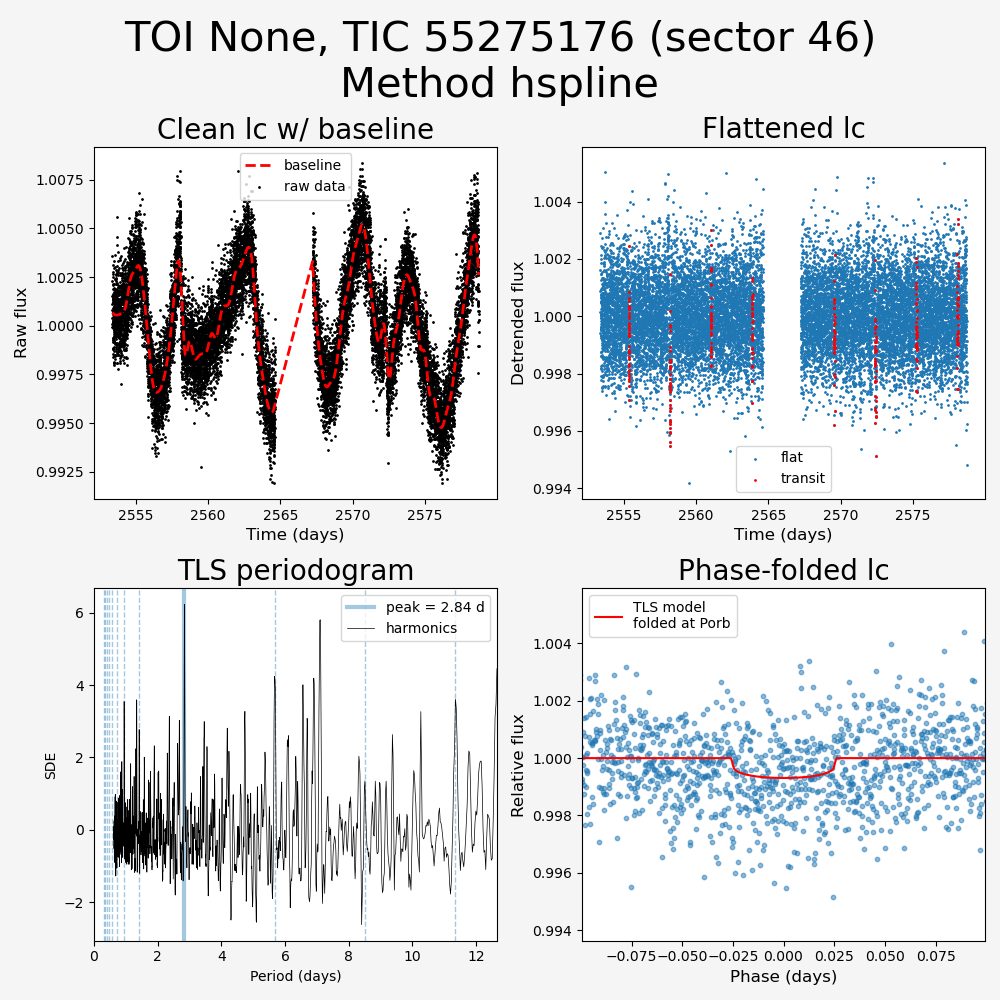 TOI None, TIC 55275176 (sector 46)
Method hspline
Clean lc w/ baseline
baseline
raw data
1.0075
1.0050
1.0025
1.0000
0.9975
0.9950
0.9925
Raw flux
2555 2560 2565 2570 2575
Time (days)
Flattened lc
1.004
1.002
1.000
0.998
0.996
0.994
Detrended flux
flat
transit
2555 2560 2565 2570 2575
Time (days)
TLS periodogram
peak = 2.84 d
harmonics
6
4
2
0
−2
SDE
0 2 4 6 8 10 12
Period (days)
Phase-folded lc
TLS model
folded at Porb
1.004
1.002
1.000
0.998
0.996
0.994
Relative flux
−0.075 −0.050 −0.025 0.000 0.025 0.050 0.075
Phase (days)